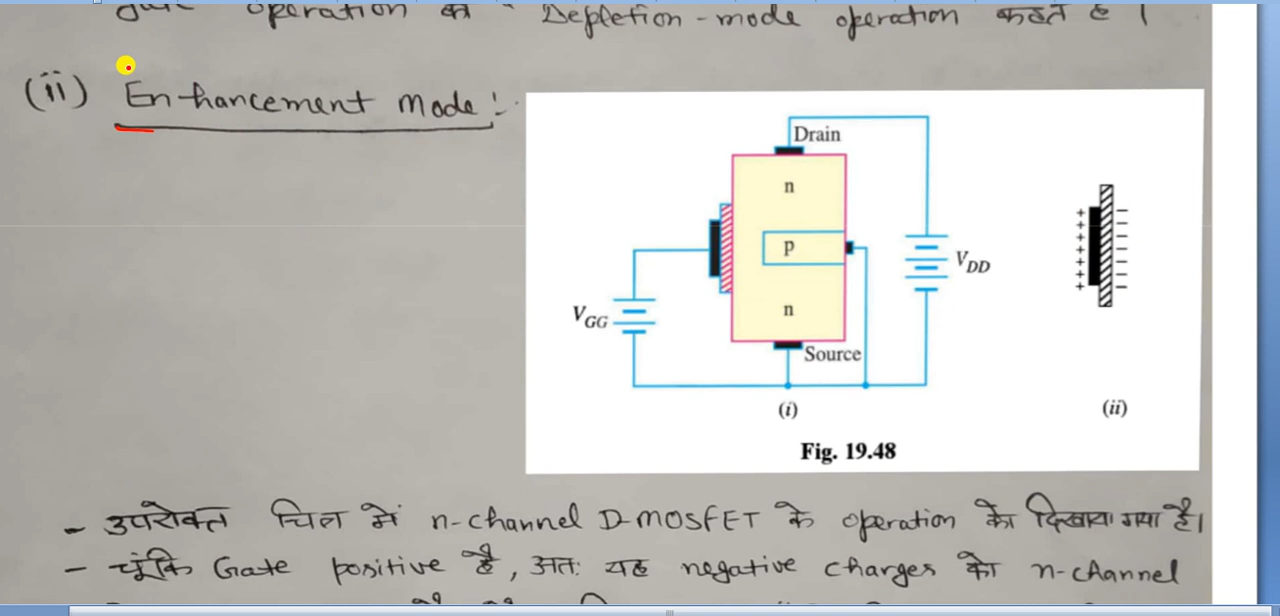 operation को " Depletion-mode operation कहते है ।
(ii) Enhancement mode :-
Drain
n
p
n
V_GG
V_DD
Source
(i)
(ii)
Fig. 19.48
- उपरोक्त चित्र में n-channel D-MOSFET के operation को दिखाया गया है।
- चूंकि Gate positive है, अतः यह negative charges को n-channel